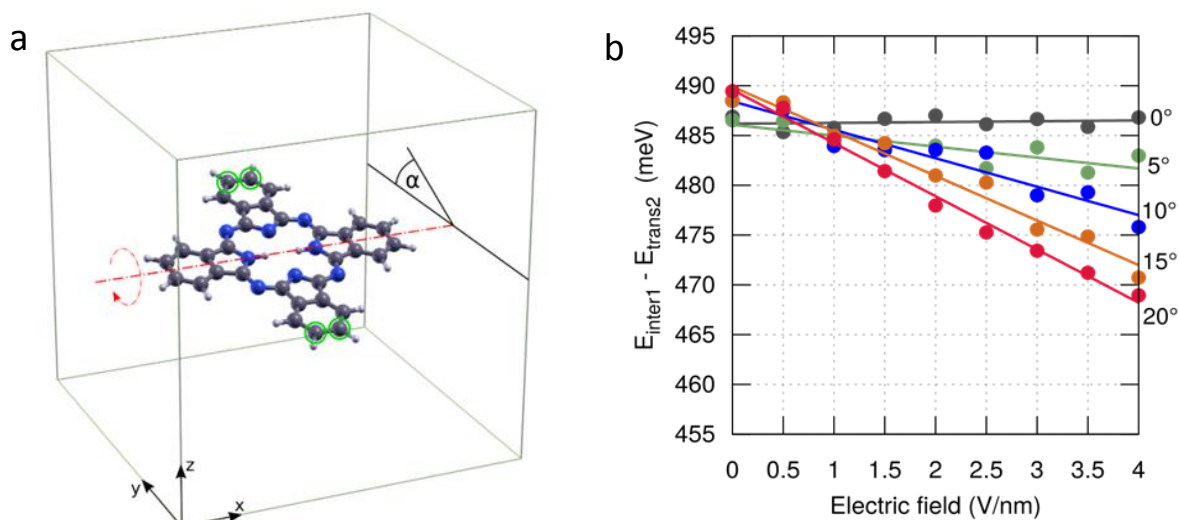 a
α
z
y
x
b
E_inter1 - E_trans2 (meV)
495
490
485
480
475
470
465
460
455
0°
5°
10°
15°
20°
0 0.5 1 1.5 2 2.5 3 3.5 4
Electric field (V/nm)